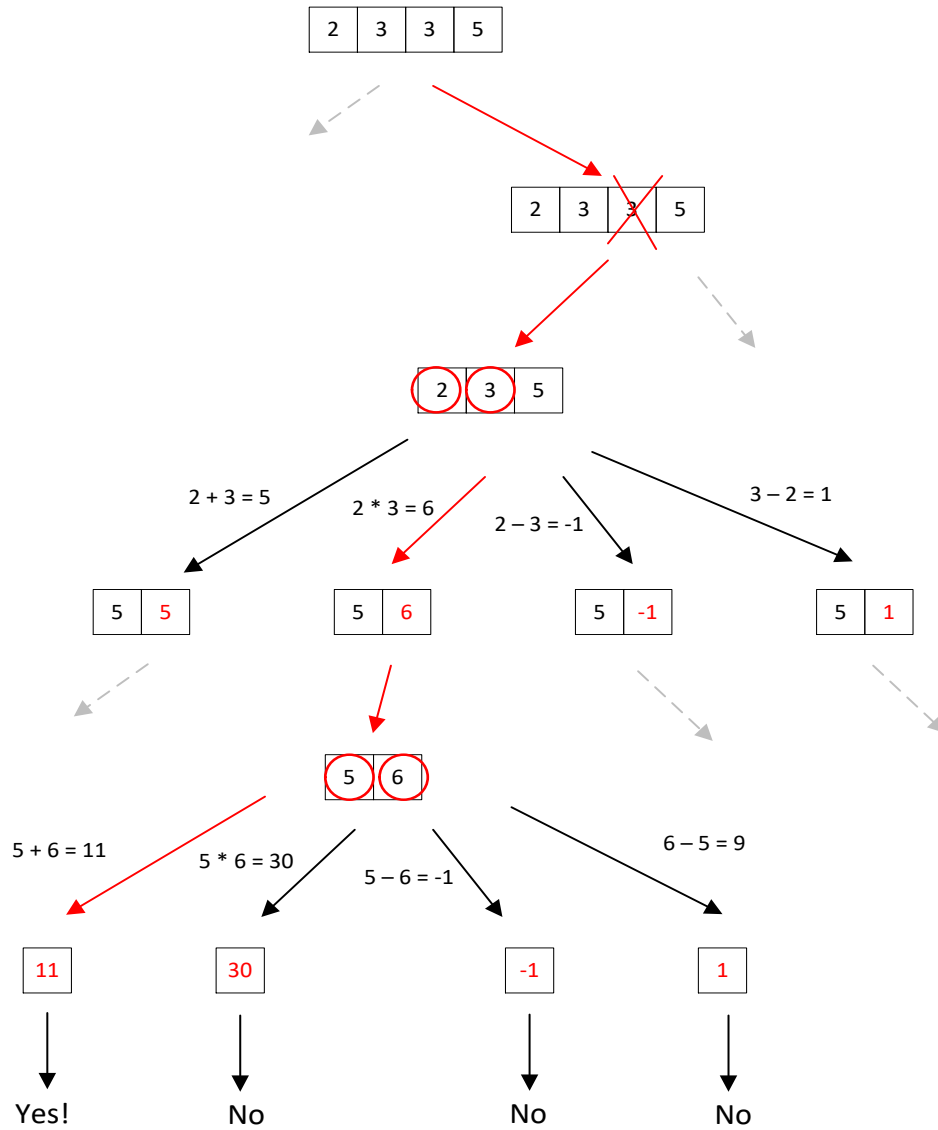 2 3 3 5
2 3 3 5
2 3 5
2 + 3 = 5
2 * 3 = 6
2 – 3 = -1
3 – 2 = 1
5 5
5 6
5 -1
5 1
5 6
5 + 6 = 11
5 * 6 = 30
5 – 6 = -1
6 – 5 = 9
11
30
-1
1
Yes!
No
No
No